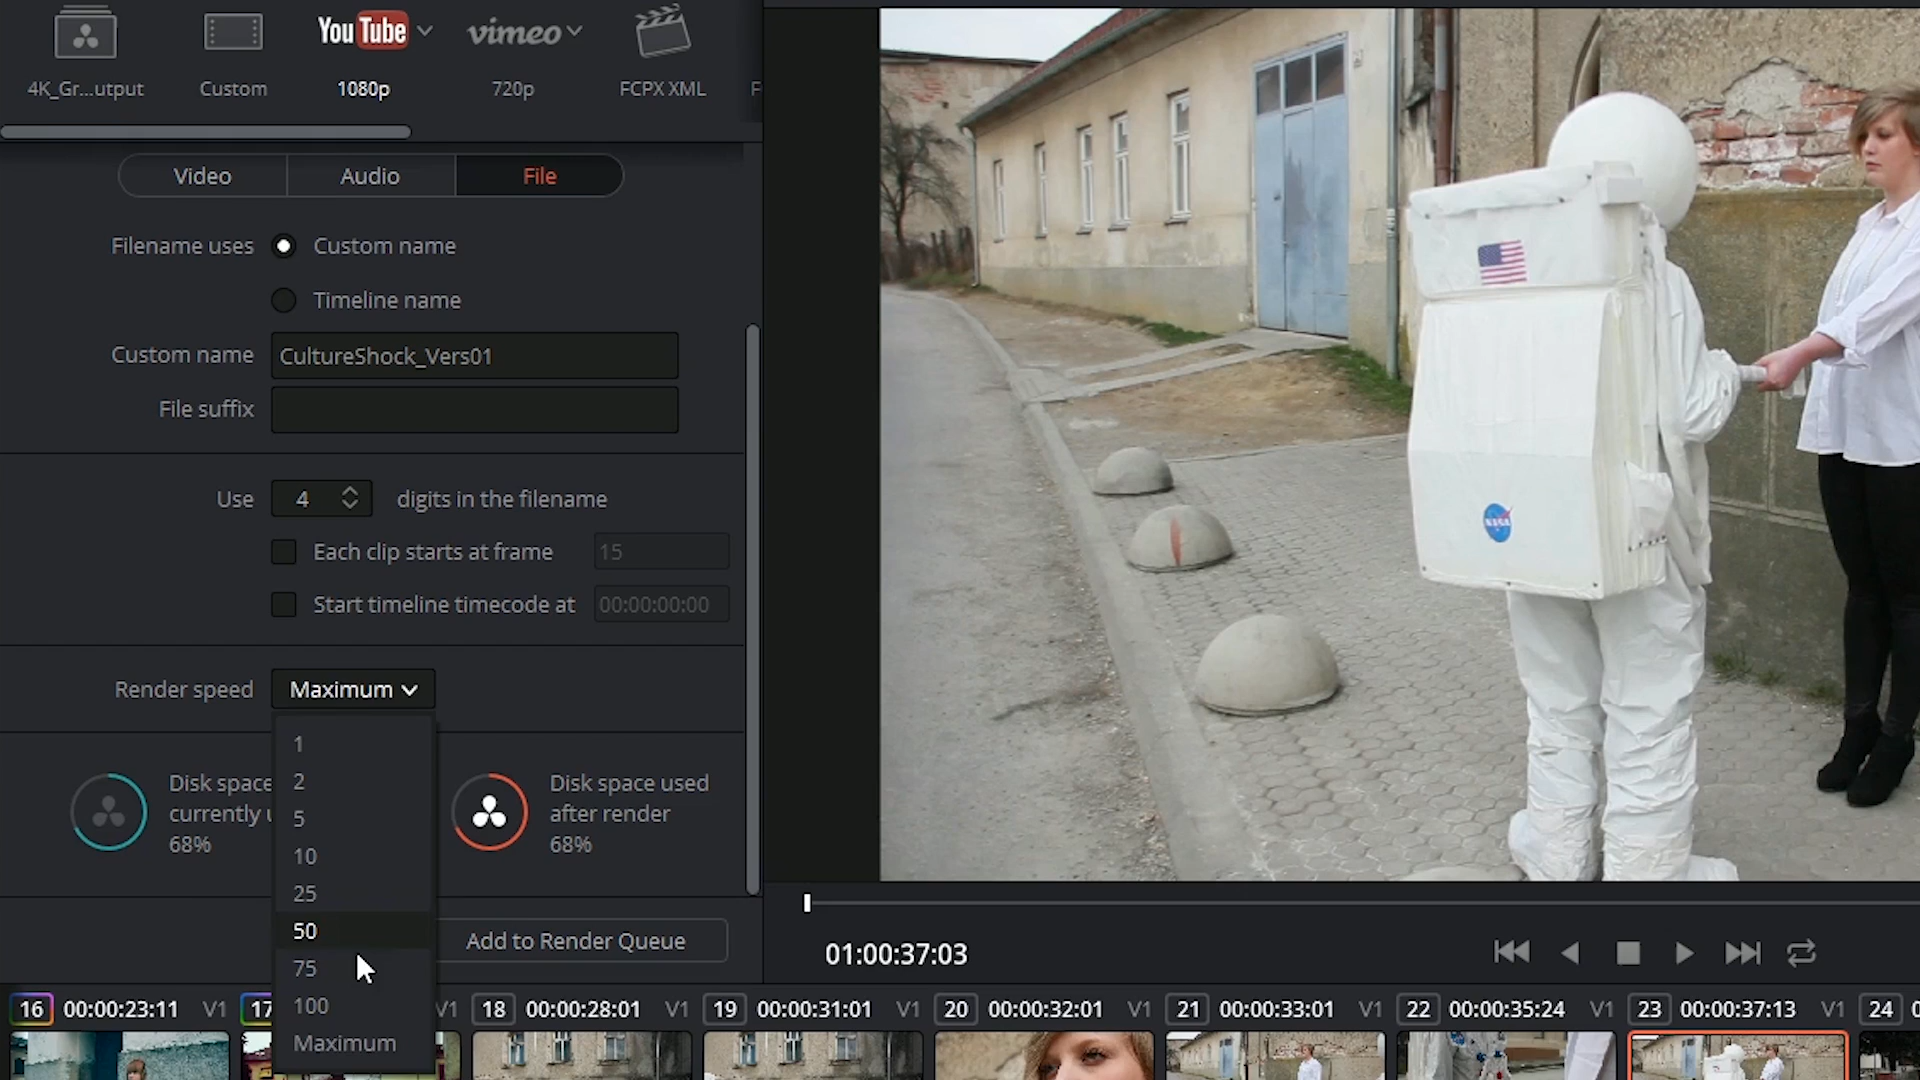 YouTube
vimeo
4K_Gr...utput
Custom
1080p
720p
FCPX XML
F
Video
Audio
File
Filename uses
Custom name
Timeline name
Custom name
CultureShock_Vers01
File suffix
Use
4
digits in the filename
Each clip starts at frame
15
Start timeline timecode at
00:00:00:00
Render speed
Maximum
1
2
5
10
25
50
75
100
Maximum
Disk space
currently u
68%
Disk space used
after render
68%
Add to Render Queue
NASA
01:00:37:03
16 00:00:23:11 V1
17 V1
18 00:00:28:01 V1
19 00:00:31:01 V1
20 00:00:32:01 V1
21 00:00:33:01 V1
22 00:00:35:24 V1
23 00:00:37:13 V1
24 0